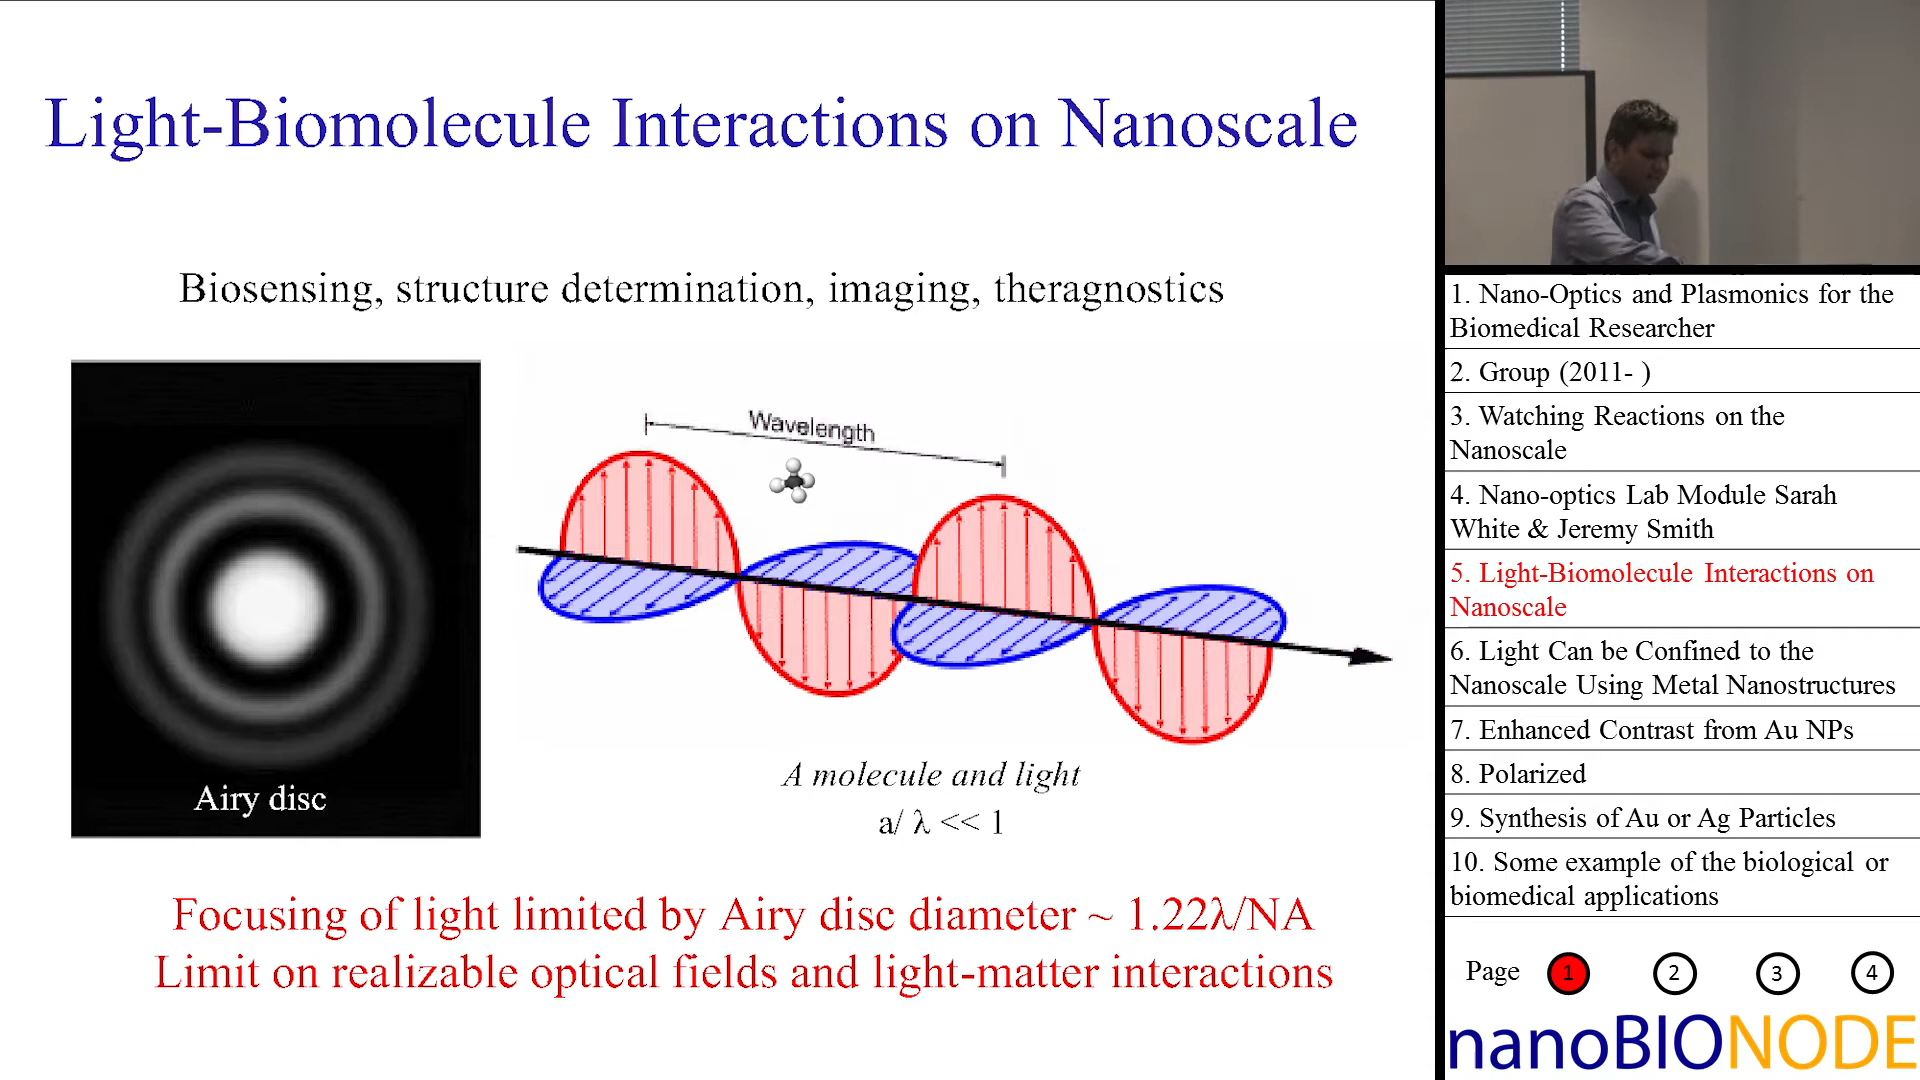 Light-Biomolecule Interactions on Nanoscale
Biosensing, structure determination, imaging, theragnostics
Wavelength
Airy disc
A molecule and light
a/ λ << 1
Focusing of light limited by Airy disc diameter ~ 1.22λ/NA
Limit on realizable optical fields and light-matter interactions
1. Nano-Optics and Plasmonics for the
Biomedical Researcher
2. Group (2011- )
3. Watching Reactions on the
Nanoscale
4. Nano-optics Lab Module Sarah
White & Jeremy Smith
5. Light-Biomolecule Interactions on
Nanoscale
6. Light Can be Confined to the
Nanoscale Using Metal Nanostructures
7. Enhanced Contrast from Au NPs
8. Polarized
9. Synthesis of Au or Ag Particles
10. Some example of the biological or
biomedical applications
Page 1 2 3 4
nanoBIONODE